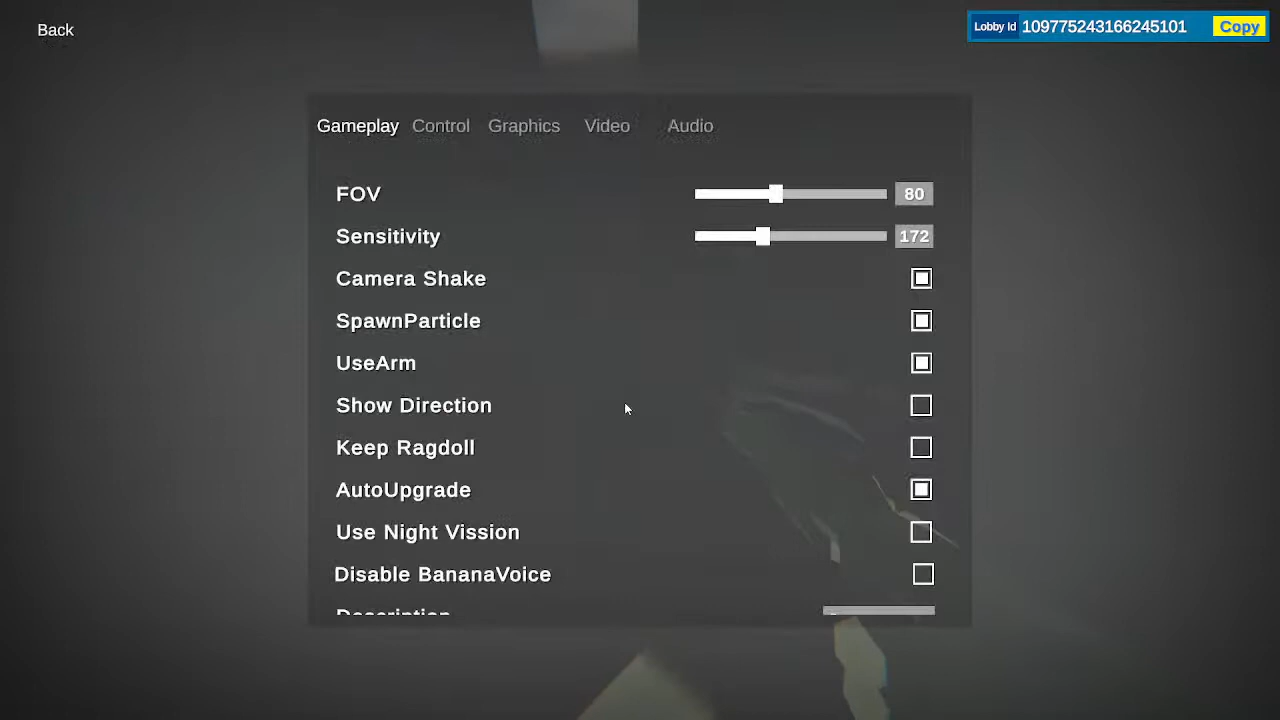 Back
Lobby Id 109775243166245101 Copy
Gameplay Control Graphics Video Audio
FOV 80
Sensitivity 172
Camera Shake
SpawnParticle
UseArm
Show Direction
Keep Ragdoll
AutoUpgrade
Use Night Vission
Disable BananaVoice
Description